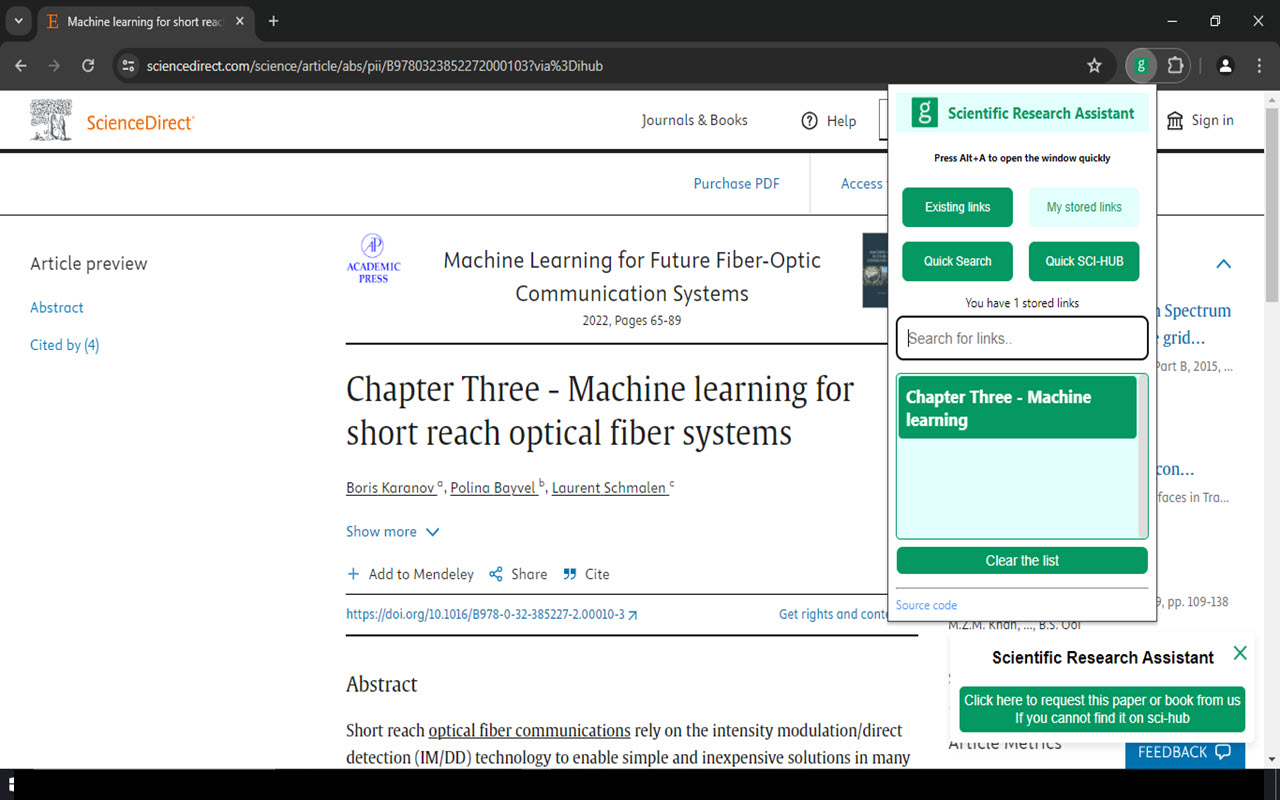 Machine learning for short reac
sciencedirect.com/science/article/abs/pii/B9780323852272000103?via%3Dihub
g
ScienceDirect
Journals & Books
Help
Sign in
Purchase PDF
Access
Article preview
Abstract
Cited by (4)
AP
ACADEMIC
PRESS
Machine Learning for Future Fiber-Optic
Communication Systems
2022, Pages 65-89
Chapter Three - Machine learning for
short reach optical fiber systems
Boris Karanov a, Polina Bayvel b, Laurent Schmalen c
Show more
Add to Mendeley
Share
Cite
https://doi.org/10.1016/B978-0-32-385227-2.00010-3
Get rights and conte
Abstract
Short reach optical fiber communications rely on the intensity modulation/direct
detection (IM/DD) technology to enable simple and inexpensive solutions in many
g Scientific Research Assistant
Press Alt+A to open the window quickly
Existing links
My stored links
Quick Search
Quick SCI-HUB
You have 1 stored links
Search for links..
Chapter Three - Machine
learning
Clear the list
Source code
Spectrum
grid...
Part B, 2015, ...
con...
faces in Tra...
9, pp. 109-138
M.Z.M. Khan, ..., B.S. Ooi
Scientific Research Assistant
Click here to request this paper or book from us
If you cannot find it on sci-hub
Article Metrics
FEEDBACK